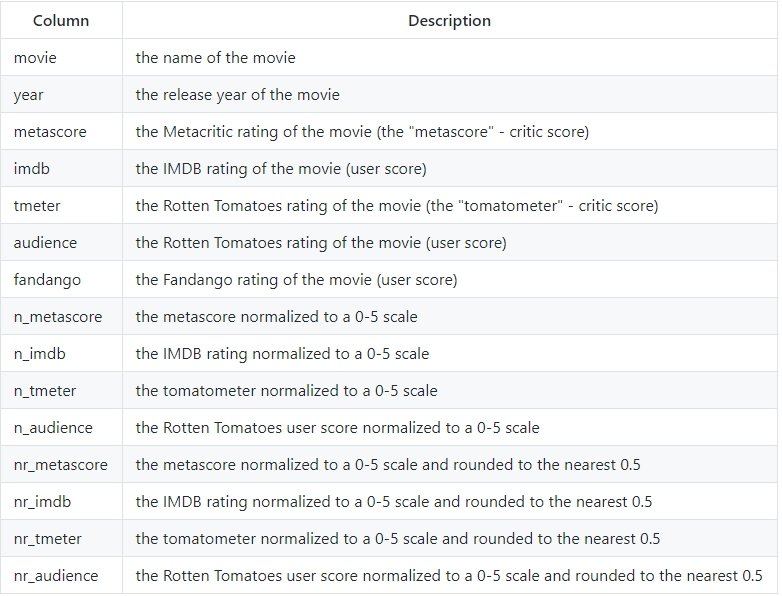 Column Description
movie the name of the movie
year the release year of the movie
metascore the Metacritic rating of the movie (the "metascore" - critic score)
imdb the IMDB rating of the movie (user score)
tmeter the Rotten Tomatoes rating of the movie (the "tomatometer" - critic score)
audience the Rotten Tomatoes rating of the movie (user score)
fandango the Fandango rating of the movie (user score)
n_metascore the metascore normalized to a 0-5 scale
n_imdb the IMDB rating normalized to a 0-5 scale
n_tmeter the tomatometer normalized to a 0-5 scale
n_audience the Rotten Tomatoes user score normalized to a 0-5 scale
nr_metascore the metascore normalized to a 0-5 scale and rounded to the nearest 0.5
nr_imdb the IMDB rating normalized to a 0-5 scale and rounded to the nearest 0.5
nr_tmeter the tomatometer normalized to a 0-5 scale and rounded to the nearest 0.5
nr_audience the Rotten Tomatoes user score normalized to a 0-5 scale and rounded to the nearest 0.5